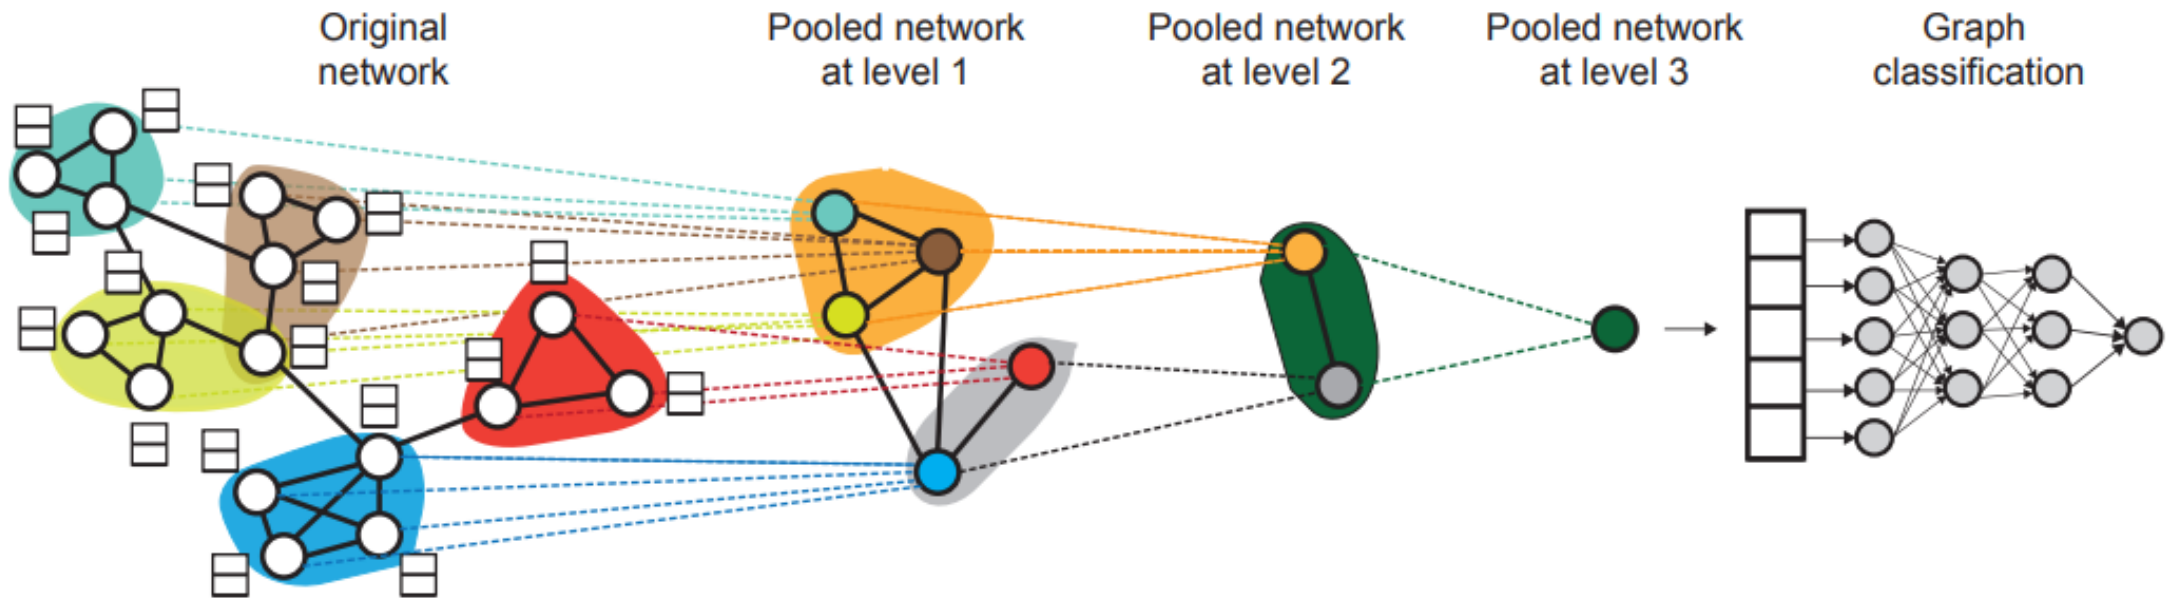 Original
network
Pooled network
at level 1
Pooled network
at level 2
Pooled network
at level 3
Graph
classification